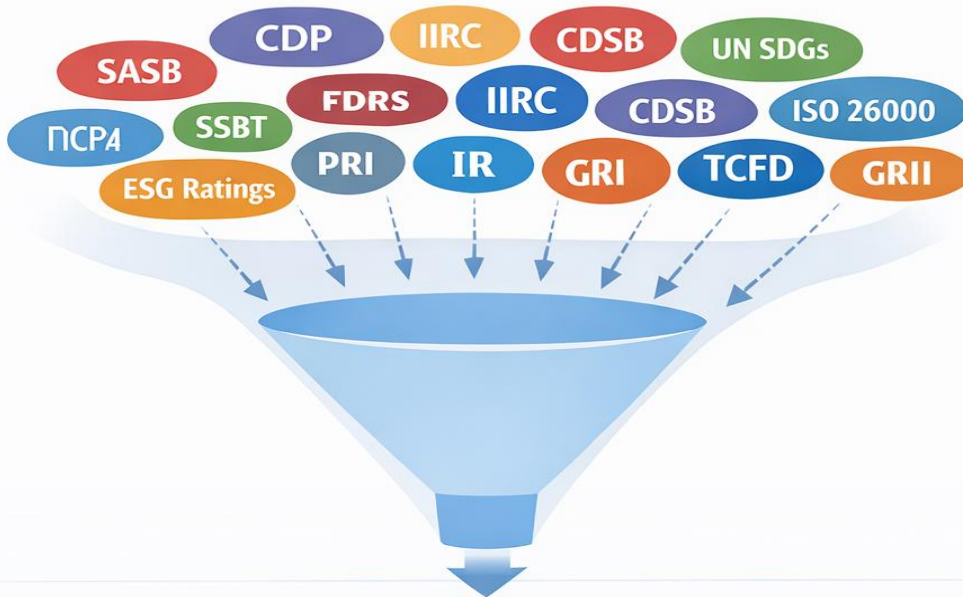 CDP
IIRC
CDSB
UN SDGs
SASB
FDRS
IIRC
CDSB
ISO 26000
ПCPA
SSBT
PRI
IR
GRI
TCFD
GRII
ESG Ratings